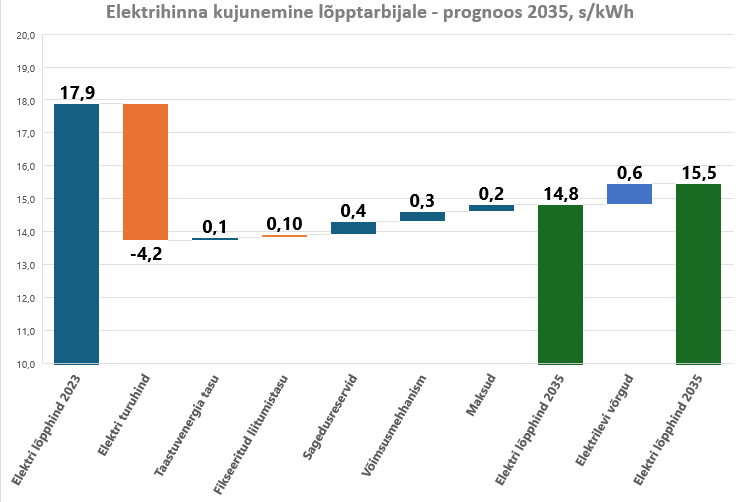 Elektrihinna kujunemine lõpptarbijale - prognoos 2035, s/kWh
20,0
19,0
18,0
17,0
16,0
15,0
14,0
13,0
12,0
11,0
10,0
17,9
-4,2
0,1
0,10
0,4
0,3
0,2
14,8
0,6
15,5
Elektri lõpphind 2023
Elektri turuhind
Taastuvenergia tasu
Fikseeritud liitumistasu
Sagedusreservid
Võimsusmehhanism
Maksud
Elektri lõpphind 2035
Elektrilevi võrgud
Elektri lõpphind 2035